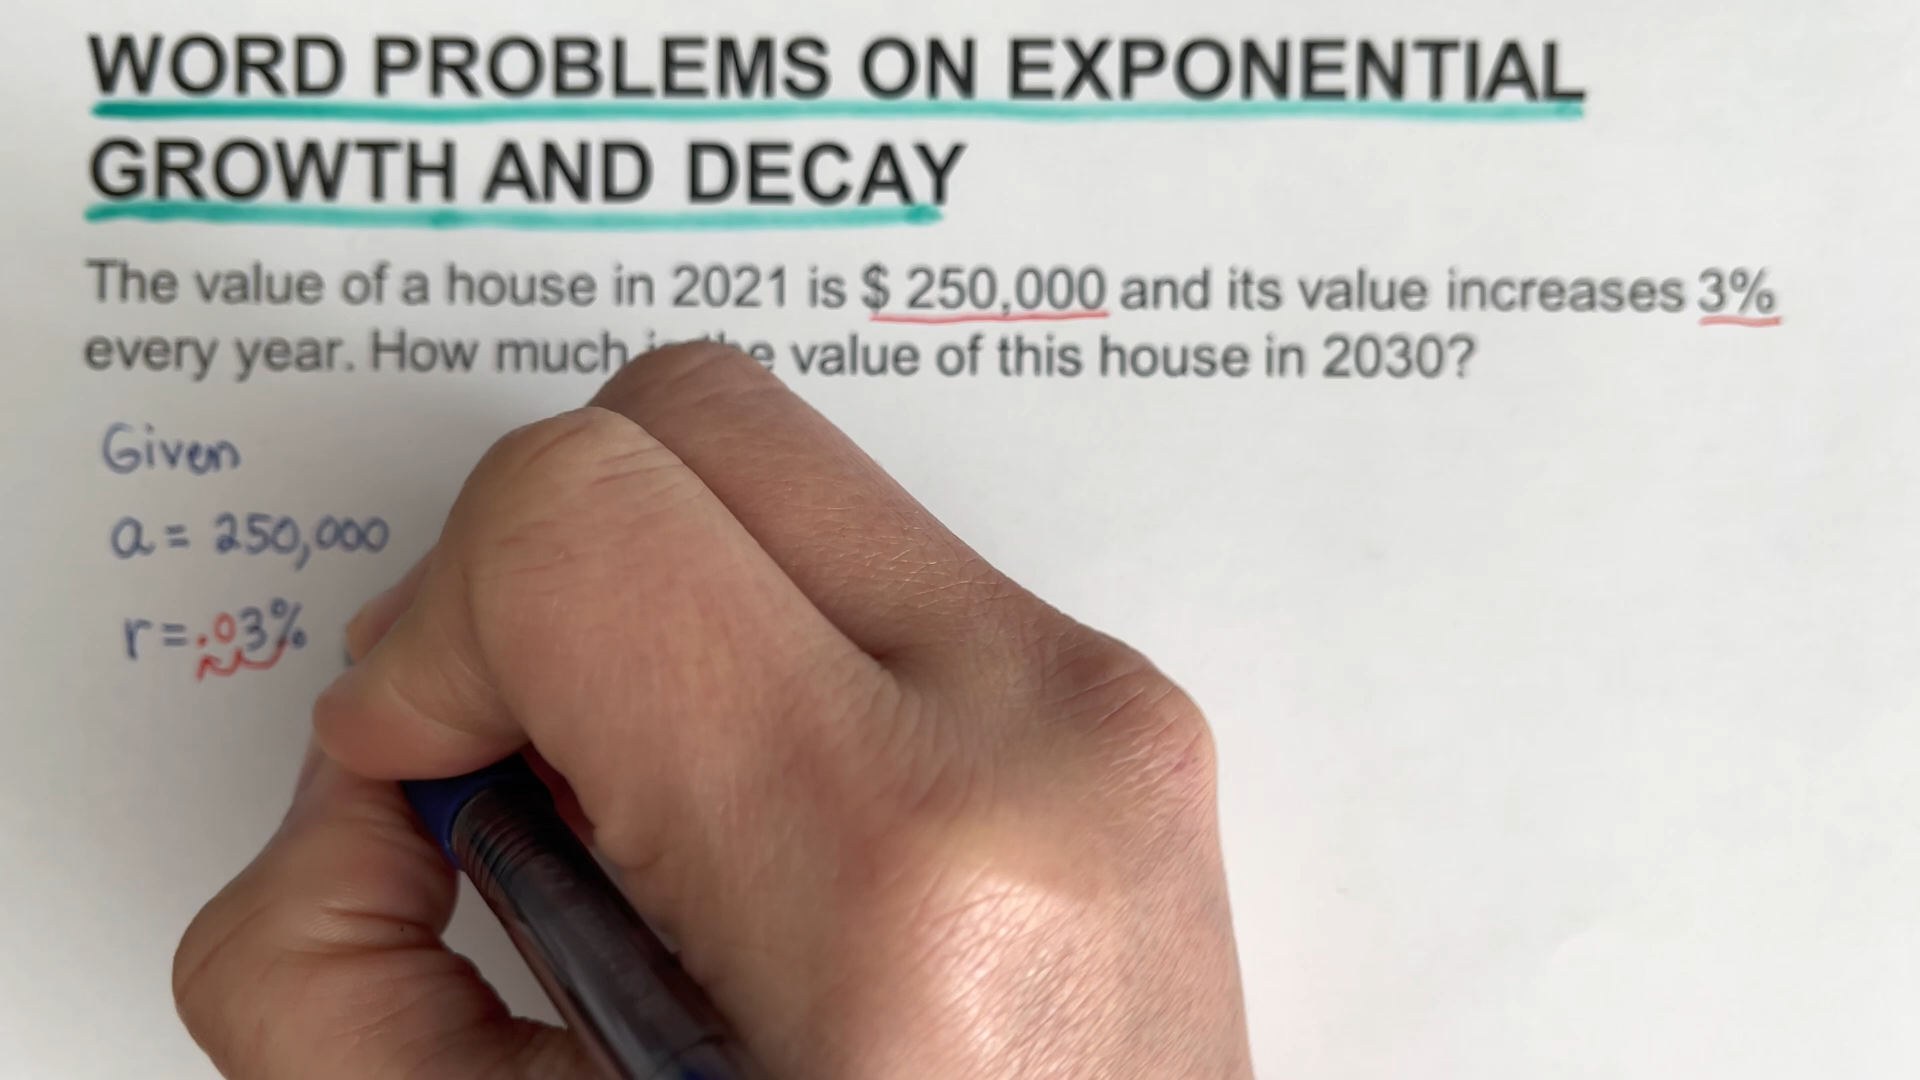 WORD PROBLEMS ON EXPONENTIAL
GROWTH AND DECAY
The value of a house in 2021 is $ 250,000 and its value increases 3%
every year. How much value of this house in 2030?
Given
a = 250,000
r = .03%